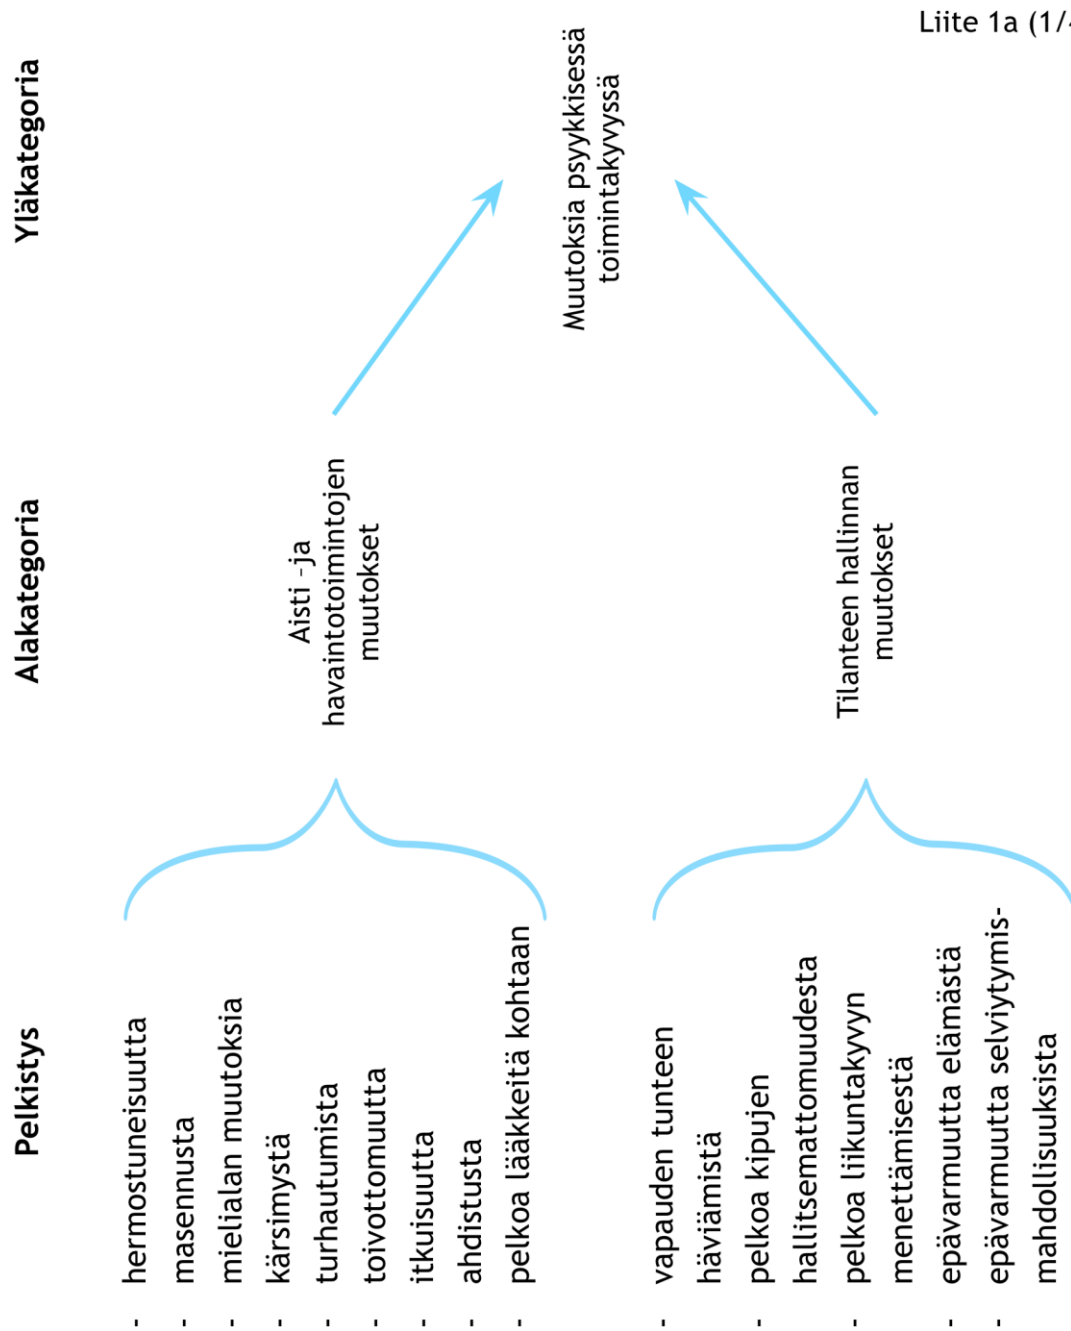 Liite 1a (1/4
Pelkistys
Alakategoria
Yläkategoria
- hermostuneisuutta
- masennusta
- mielialan muutoksia
- kärsimystä
- turhautumista
- toivottomuutta
- itkuisuutta
- ahdistusta
- pelkoa lääkkeitä kohtaan
Aisti -ja
havaintotoimintojen
muutokset
- vapauden tunteen
häviämistä
- pelkoa kipujen
hallitsemattomuudesta
- pelkoa liikuntakyvyn
menettämisestä
- epävarmuutta elämästä
- epävarmuutta selviytymis-
mahdollisuuksista
Tilanteen hallinnan
muutokset
Muutoksia psyykkisessä
toimintakyvyssä